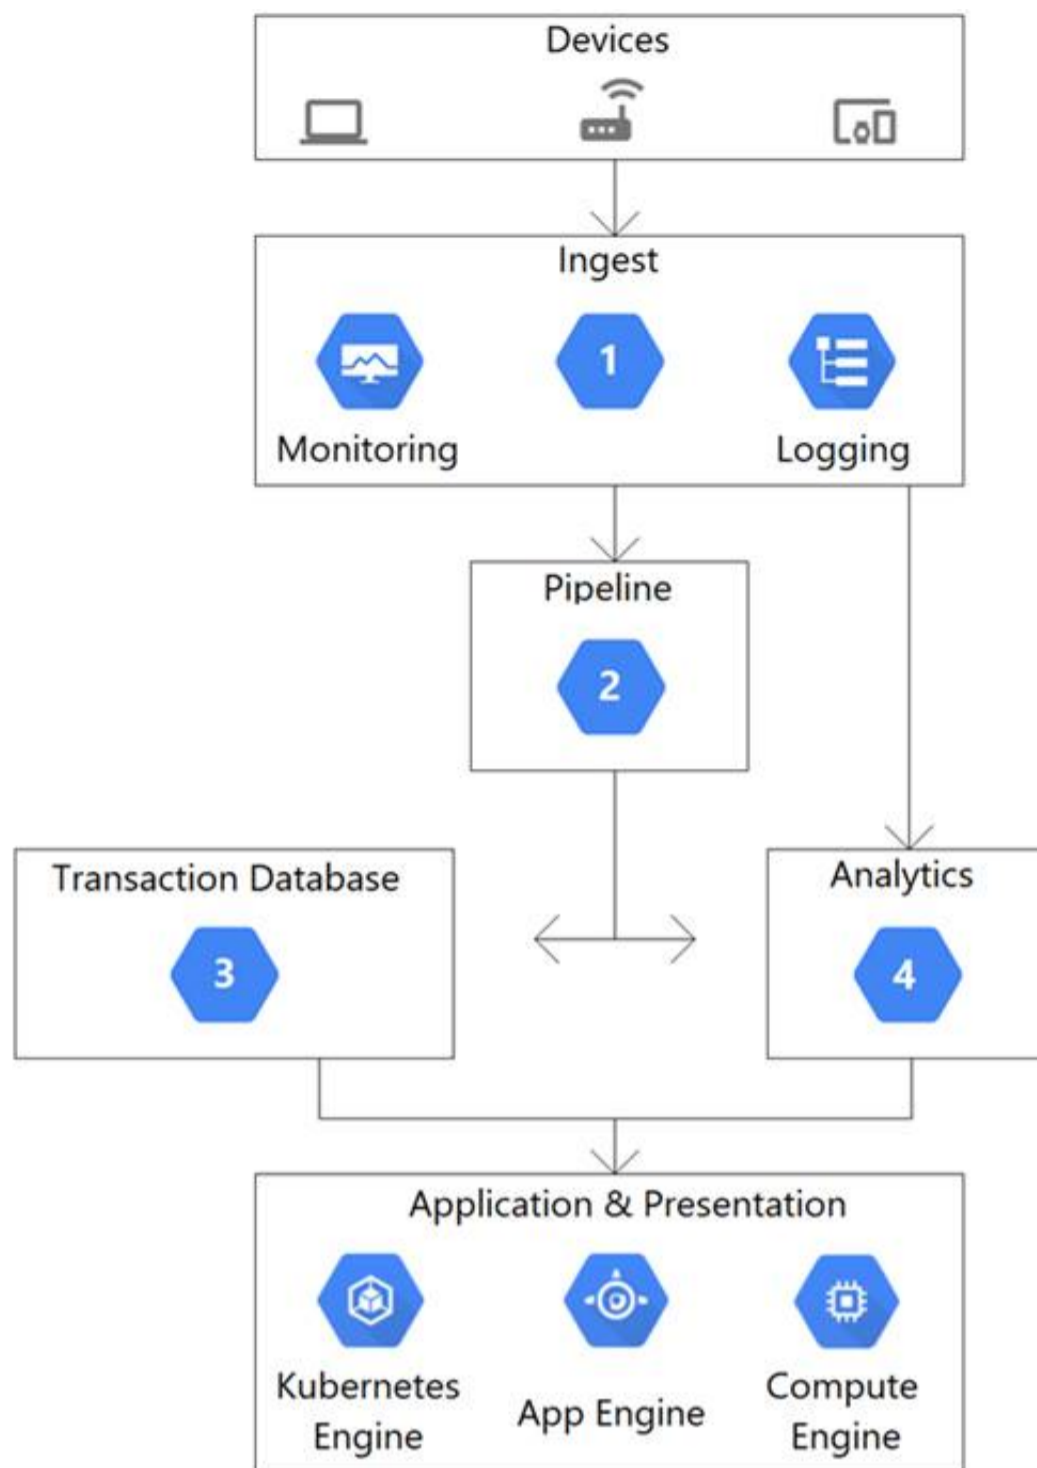 Devices
Ingest
1
Monitoring
Logging
Pipeline
2
Transaction Database
3
Analytics
4
Application & Presentation
Kubernetes
Engine
App Engine
Compute
Engine